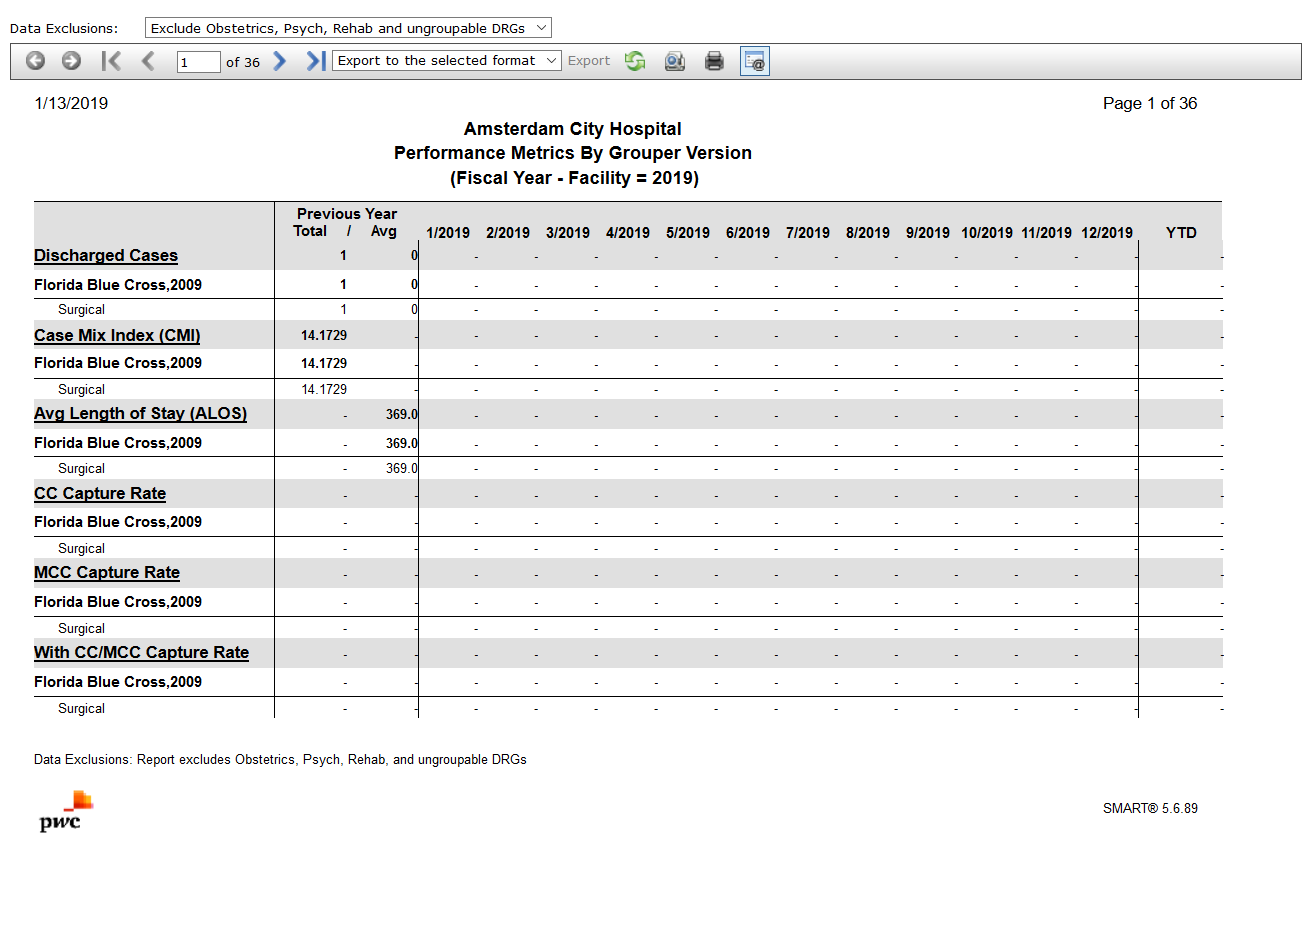 Data Exclusions: Exclude Obstetrics, Psych, Rehab and ungroupable DRGs
1 of 36 Export to the selected format Export
1/13/2019 Page 1 of 36
Amsterdam City Hospital
Performance Metrics By Grouper Version
(Fiscal Year - Facility = 2019)
Previous Year
Total / Avg 1/2019 2/2019 3/2019 4/2019 5/2019 6/2019 7/2019 8/2019 9/2019 10/2019 11/2019 12/2019 YTD
Discharged Cases 1 0 - - - - - - - - - - - - -
Florida Blue Cross,2009 1 0 - - - - - - - - - - - - -
Surgical 1 0 - - - - - - - - - - - - -
Case Mix Index (CMI) 14.1729 - - - - - - - - - - - - - -
Florida Blue Cross,2009 14.1729 - - - - - - - - - - - - - -
Surgical 14.1729 - - - - - - - - - - - - - -
Avg Length of Stay (ALOS) - 369.0 - - - - - - - - - - - - -
Florida Blue Cross,2009 - 369.0 - - - - - - - - - - - - -
Surgical - 369.0 - - - - - - - - - - - - -
CC Capture Rate - - - - - - - - - - - - - - -
Florida Blue Cross,2009 - - - - - - - - - - - - - - -
Surgical - - - - - - - - - - - - - - -
MCC Capture Rate - - - - - - - - - - - - - - -
Florida Blue Cross,2009 - - - - - - - - - - - - - - -
Surgical - - - - - - - - - - - - - - -
With CC/MCC Capture Rate - - - - - - - - - - - - - - -
Florida Blue Cross,2009 - - - - - - - - - - - - - - -
Surgical - - - - - - - - - - - - - - -
Data Exclusions: Report excludes Obstetrics, Psych, Rehab, and ungroupable DRGs
pwc
SMART® 5.6.89